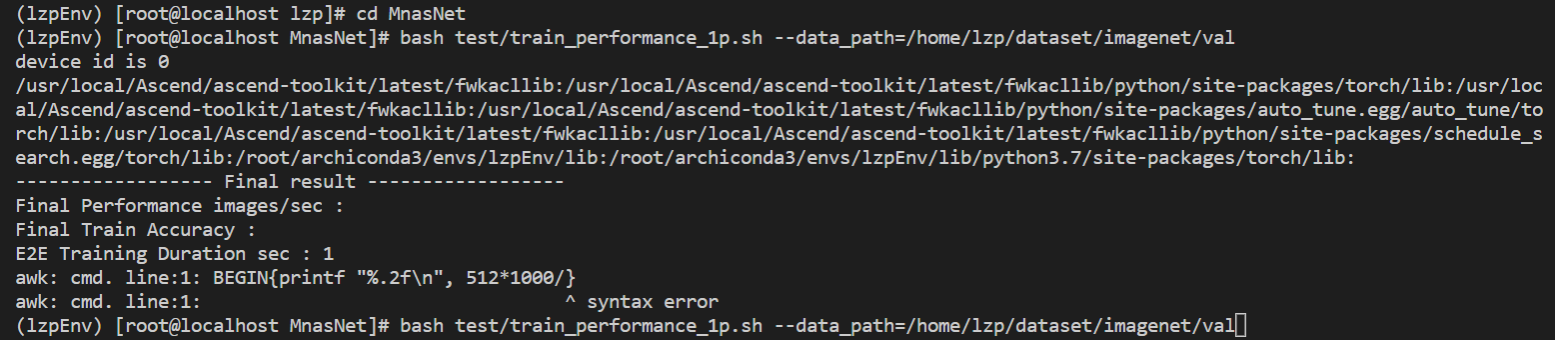 (lzpEnv) [root@localhost lzp]# cd MnasNet
(lzpEnv) [root@localhost MnasNet]# bash test/train_performance_1p.sh --data_path=/home/lzp/dataset/imagenet/val
device id is 0
/usr/local/Ascend/ascend-toolkit/latest/fwkacllib:/usr/local/Ascend/ascend-toolkit/latest/fwkacllib/python/site-packages/torch/lib:/usr/loc
al/Ascend/ascend-toolkit/latest/fwkacllib:/usr/local/Ascend/ascend-toolkit/latest/fwkacllib/python/site-packages/auto_tune.egg/auto_tune/to
rch/lib:/usr/local/Ascend/ascend-toolkit/latest/fwkacllib:/usr/local/Ascend/ascend-toolkit/latest/fwkacllib/python/site-packages/schedule_s
earch.egg/torch/lib:/root/archiconda3/envs/lzpEnv/lib:/root/archiconda3/envs/lzpEnv/lib/python3.7/site-packages/torch/lib:
------------------ Final result ------------------
Final Performance images/sec :
Final Train Accuracy :
E2E Training Duration sec : 1
awk: cmd. line:1: BEGIN{printf "%.2f\n", 512*1000/}
awk: cmd. line:1:                                 ^ syntax error
(lzpEnv) [root@localhost MnasNet]# bash test/train_performance_1p.sh --data_path=/home/lzp/dataset/imagenet/val